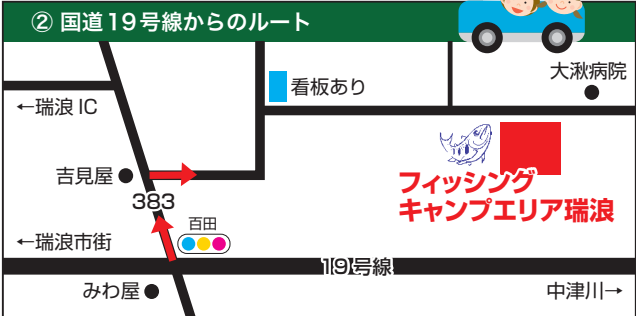 ② 国道19号線からのルート
大湫病院
看板あり
←瑞浪IC
吉見屋
383
フィッシング
キャンプエリア瑞浪
百田
←瑞浪市街
19号線
みわ屋
中津川→